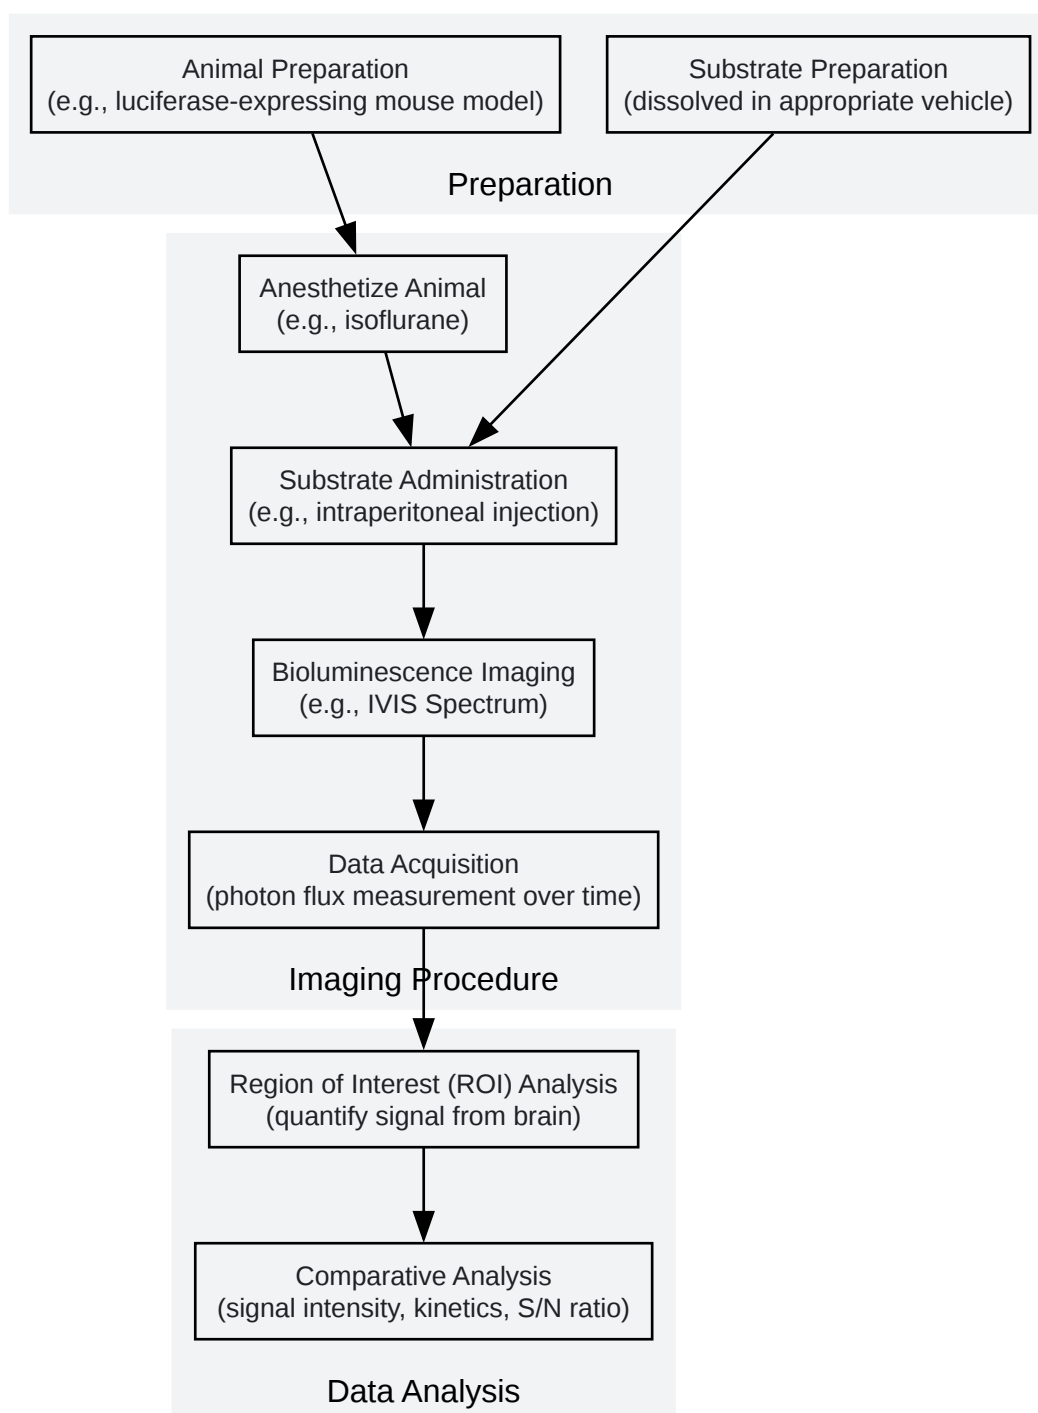 Animal Preparation
(e.g., luciferase-expressing mouse model)
Substrate Preparation
(dissolved in appropriate vehicle)
Preparation
Anesthetize Animal
(e.g., isoflurane)
Substrate Administration
(e.g., intraperitoneal injection)
Bioluminescence Imaging
(e.g., IVIS Spectrum)
Data Acquisition
(photon flux measurement over time)
Imaging Procedure
Region of Interest (ROI) Analysis
(quantify signal from brain)
Comparative Analysis
(signal intensity, kinetics, S/N ratio)
Data Analysis